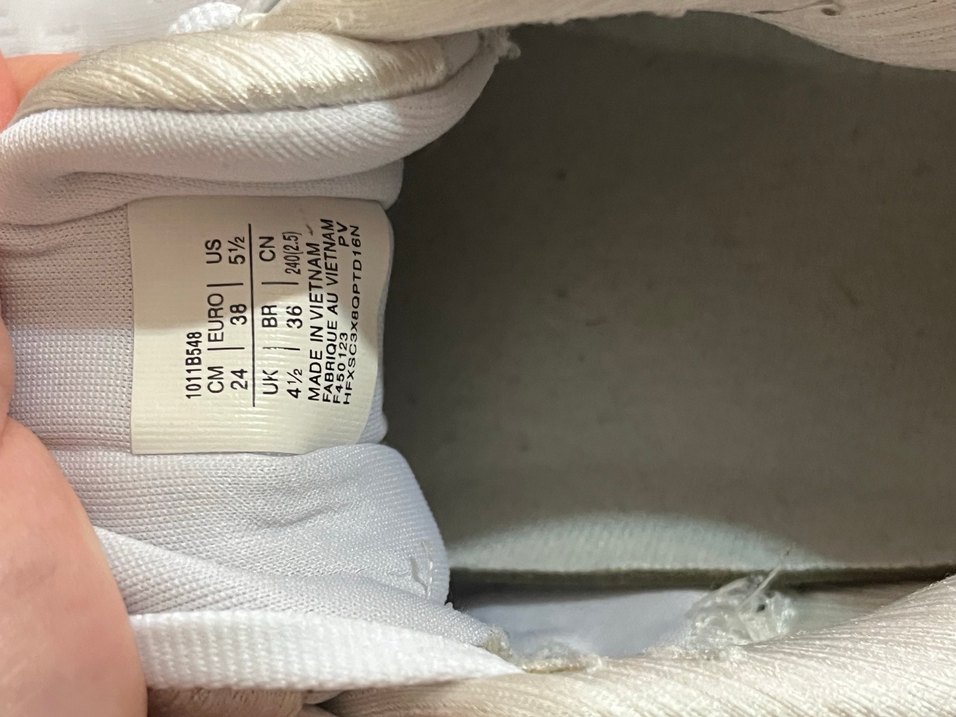 1011B548
CM | EURO | US
24 | 38 | 5½
UK | BR | CN
4½ | 36 | 240(2.5)
MADE IN VIETNAM
FABRIQUE AU VIETNAM
F450123 PV
HFXSC3X8QPTD16N